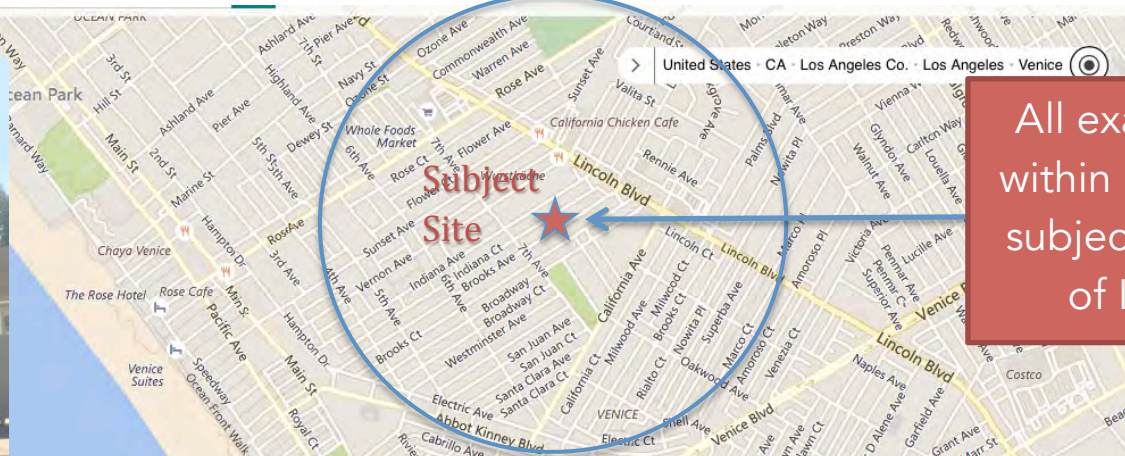 OCEAN PARK
Ocean Park
Barnard Way
3rd St
Hill St
Ashland Ave
Pier Ave
2nd St
Marine St
Main St
5th St
Dewey St
Navy St
Ozone St
6th Ave
7th St
Pier Ave
Ashland Ave
Ozone Ave
Commonwealth Ave
Warren Ave
Rose Ave
Whole Foods
Market
7th Ave
Flower Ave
Rose Ct
Courtland St
Sunset Ave
Valita St
California Chicken Cafe
Rennie Ave
Palms Blvd
Nowita Pl
Preston Way
United States · CA · Los Angeles Co. · Los Angeles · Venice
Vienna
Carlton Way
Glyndon Ave
Louella Ave
Walnut Ave
Lincoln Blvd
Wurstküche
Subject
Site
All exa
within
subjec
of L
Chaya Venice
The Rose Hotel
Rose Cafe
Hampton Dr
3rd Ave
4th Ave
Sunset Ave
Vernon Ave
5th Ave
Indiana Ave
Indiana Ct
6th Ave
Brooks Ave
7th Ave
Broadway
Broadway Ct
Westminster Ave
Brooks Ct
San Juan Ave
San Juan Ct
Santa Clara Ave
Santa Clara Ct
California Ave
California Ct
Milwood Ave
Milwood Ct
Brooks Ct
Nowita Pl
Rialto Ct
Superba Ave
Oakwood Ave
Marco Ct
Amoroso Ct
Venezia Ct
Lincoln Ct
Lincoln Blvd
Marco Pl
Amoroso Pl
Victoria Ave
Lucille Ave
Penmar Ave
Penmar Ct
Superior Ave
Venice
Lincoln Blvd
Naples Ave
Costco
Garfield Ave
Grant Ave
Venice
Suites
Pacific Ave
Speedway
Ocean Front Walk
Main St
Hampton Dr
Royal Ct
Electric Ave
Abbot Kinney Blvd
Cabrillo Ave
VENICE
Electric Ct
Shell Ave
Venice Blvd